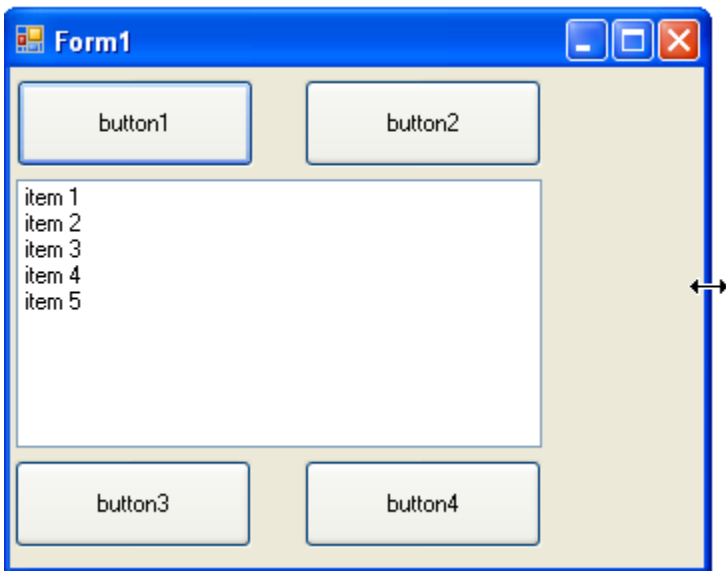 Form1
button1
button2
item 1
item 2
item 3
item 4
item 5
button3
button4